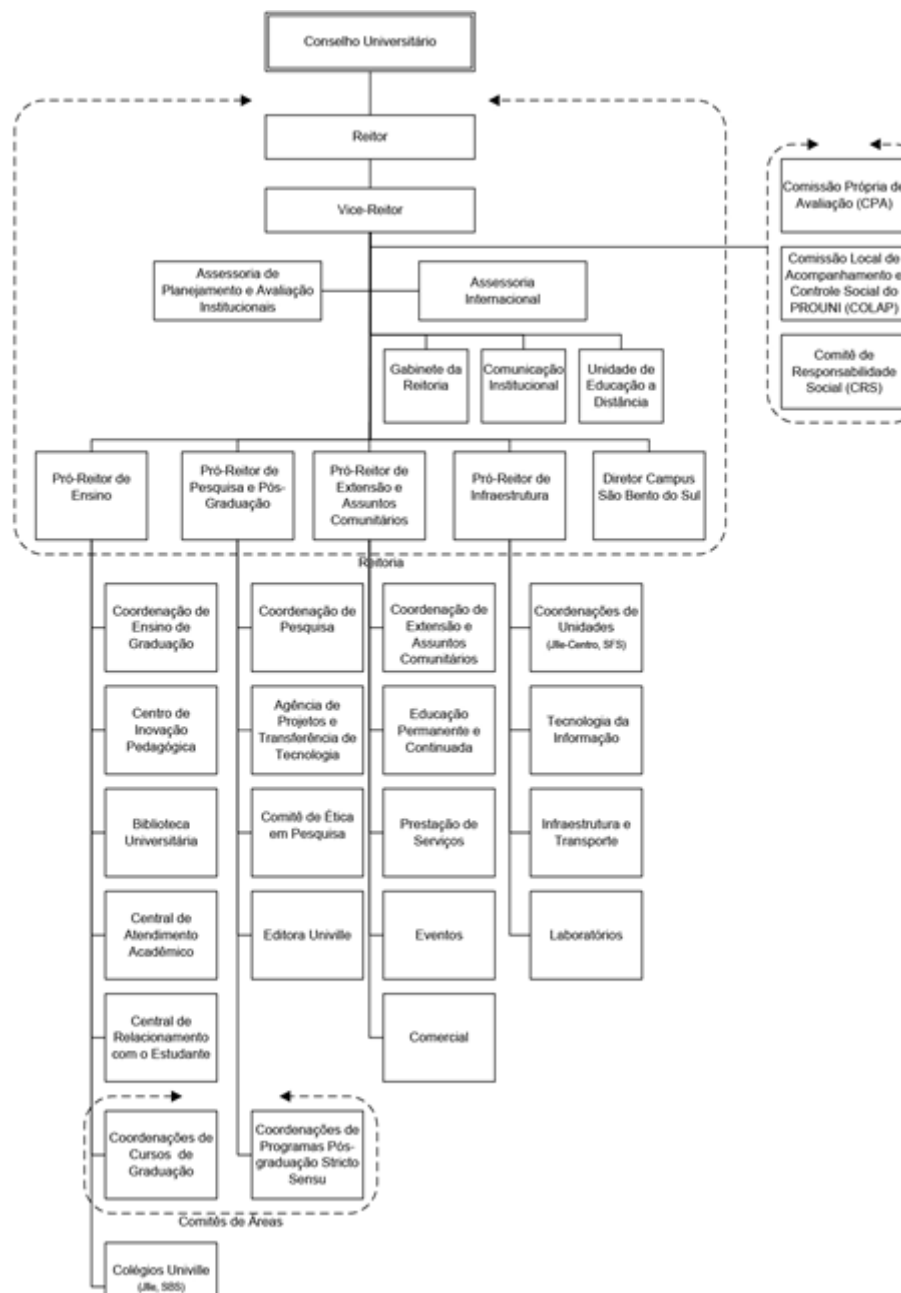 Conselho Universitário
Reitor
Vice-Reitor
Comissão Própria de
Avaliação (CPA)
Comissão Local de
Acompanhamento e
Controle Social do
PROUNI (COLAP)
Comitê de
Responsabilidade
Social (CRS)
Assessoria de
Planejamento e Avaliação
Institucionais
Assessoria
Internacional
Gabinete da
Reitoria
Comunicação
Institucional
Unidade de
Educação a
Distância
Pró-Reitor de
Ensino
Pró-Reitor de
Pesquisa e Pós-
Graduação
Pró-Reitor de
Extensão e
Assuntos
Comunitários
Pró-Reitor de
Infraestrutura
Diretor Campus
São Bento do Sul
Reitoria
Coordenação de
Ensino de
Graduação
Coordenação de
Pesquisa
Coordenação de
Extensão e
Assuntos
Comunitários
Coordenações de
Unidades
(Jlle-Centro, SFS)
Centro de
Inovação
Pedagógica
Agência de
Projetos e
Transferência de
Tecnologia
Educação
Permanente e
Continuada
Tecnologia da
Informação
Biblioteca
Universitária
Comitê de Ética
em Pesquisa
Prestação de
Serviços
Infraestrutura e
Transporte
Central de
Atendimento
Acadêmico
Editora Univille
Eventos
Laboratórios
Central de
Relacionamento
com o Estudante
Comercial
Coordenações de
Cursos de
Graduação
Coordenações de
Programas Pós-
graduação Stricto
Sensu
Comitês de Áreas
Colégios Univille
(Jlle, SBS)